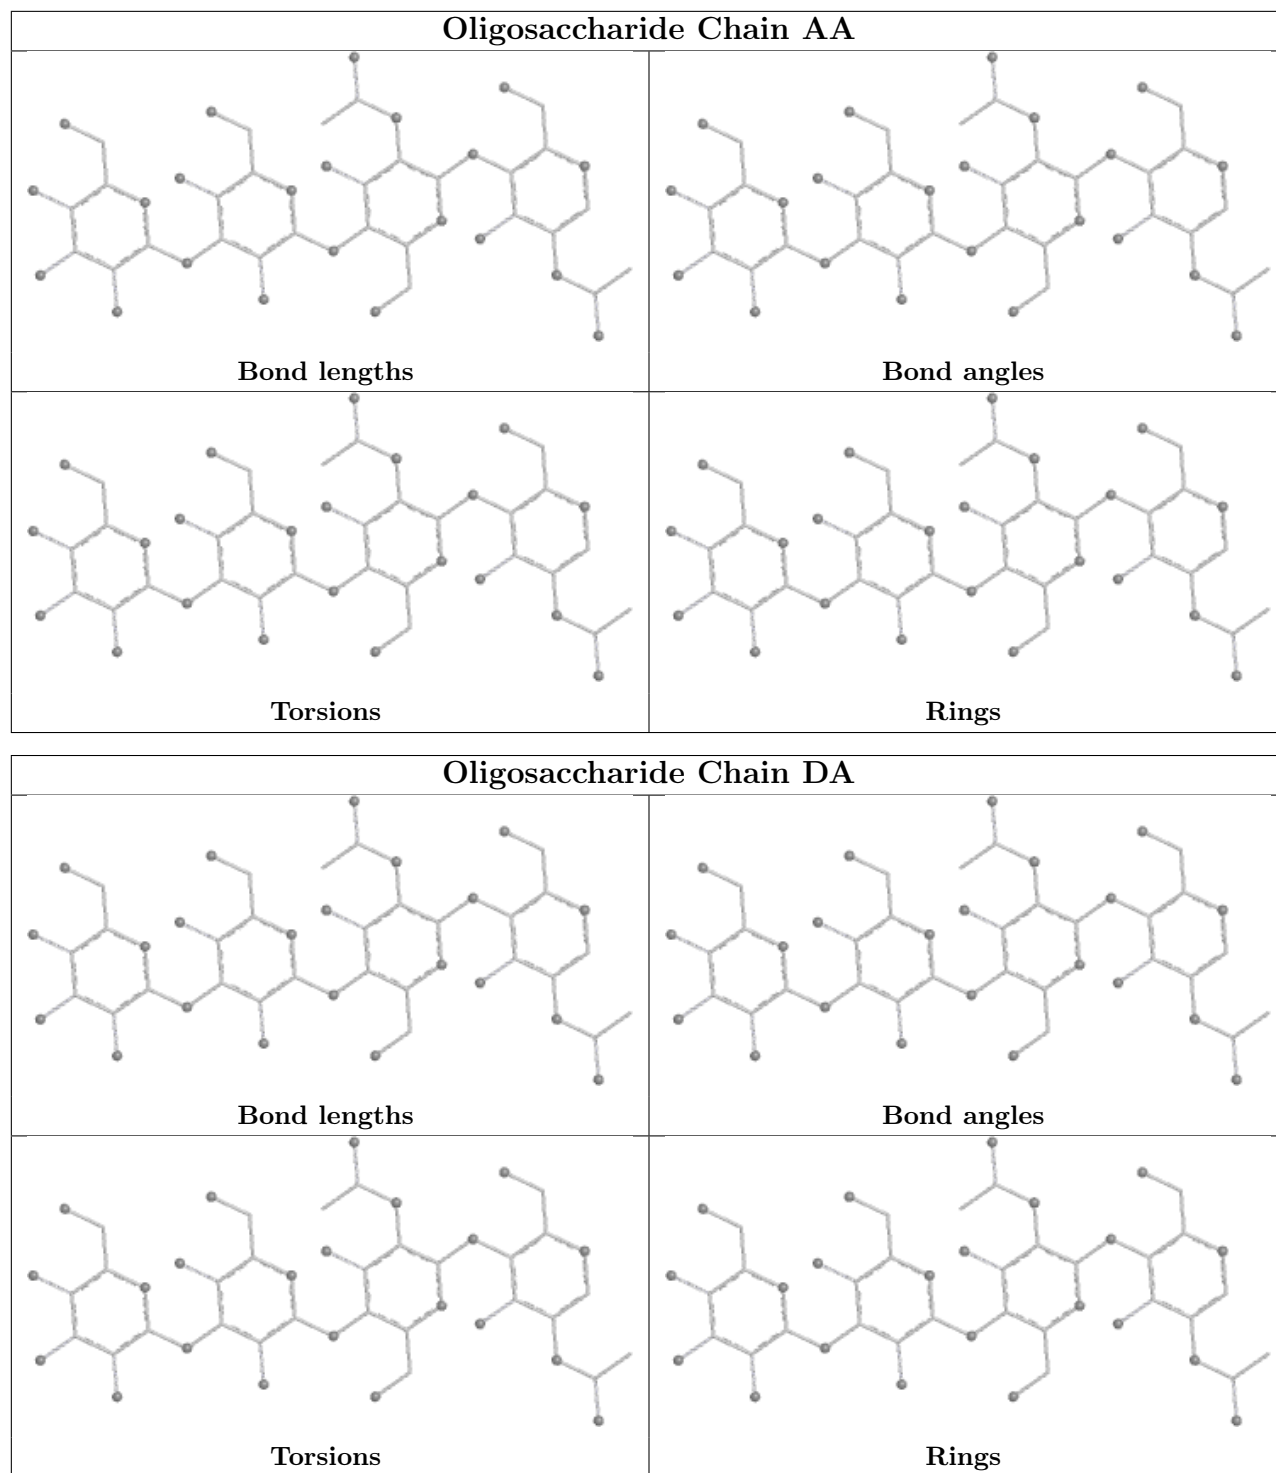 Oligosaccharide Chain AA
Bond lengths
Bond angles
Torsions
Rings
Oligosaccharide Chain DA
Bond lengths
Bond angles
Torsions
Rings